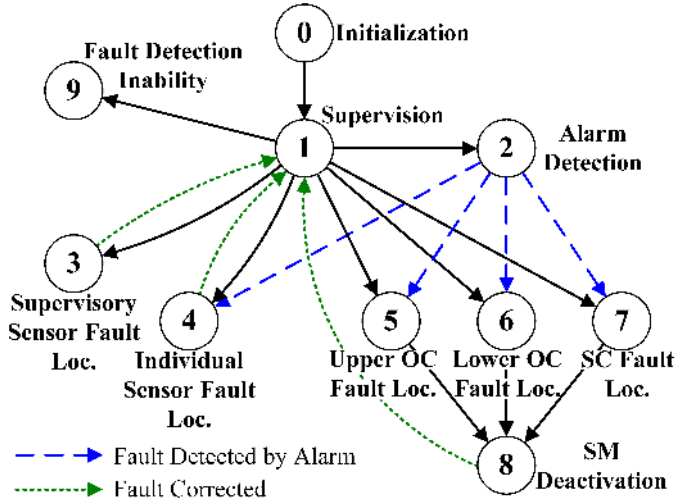 0
Initialization
Fault Detection
Inability
9
Supervision
1
2
Alarm
Detection
3
Supervisory
Sensor Fault
Loc.
4
Individual
Sensor Fault
Loc.
5
Upper OC
Fault Loc.
6
Lower OC
Fault Loc.
7
SC Fault
Loc.
8
SM
Deactivation
Fault Detected by Alarm
Fault Corrected